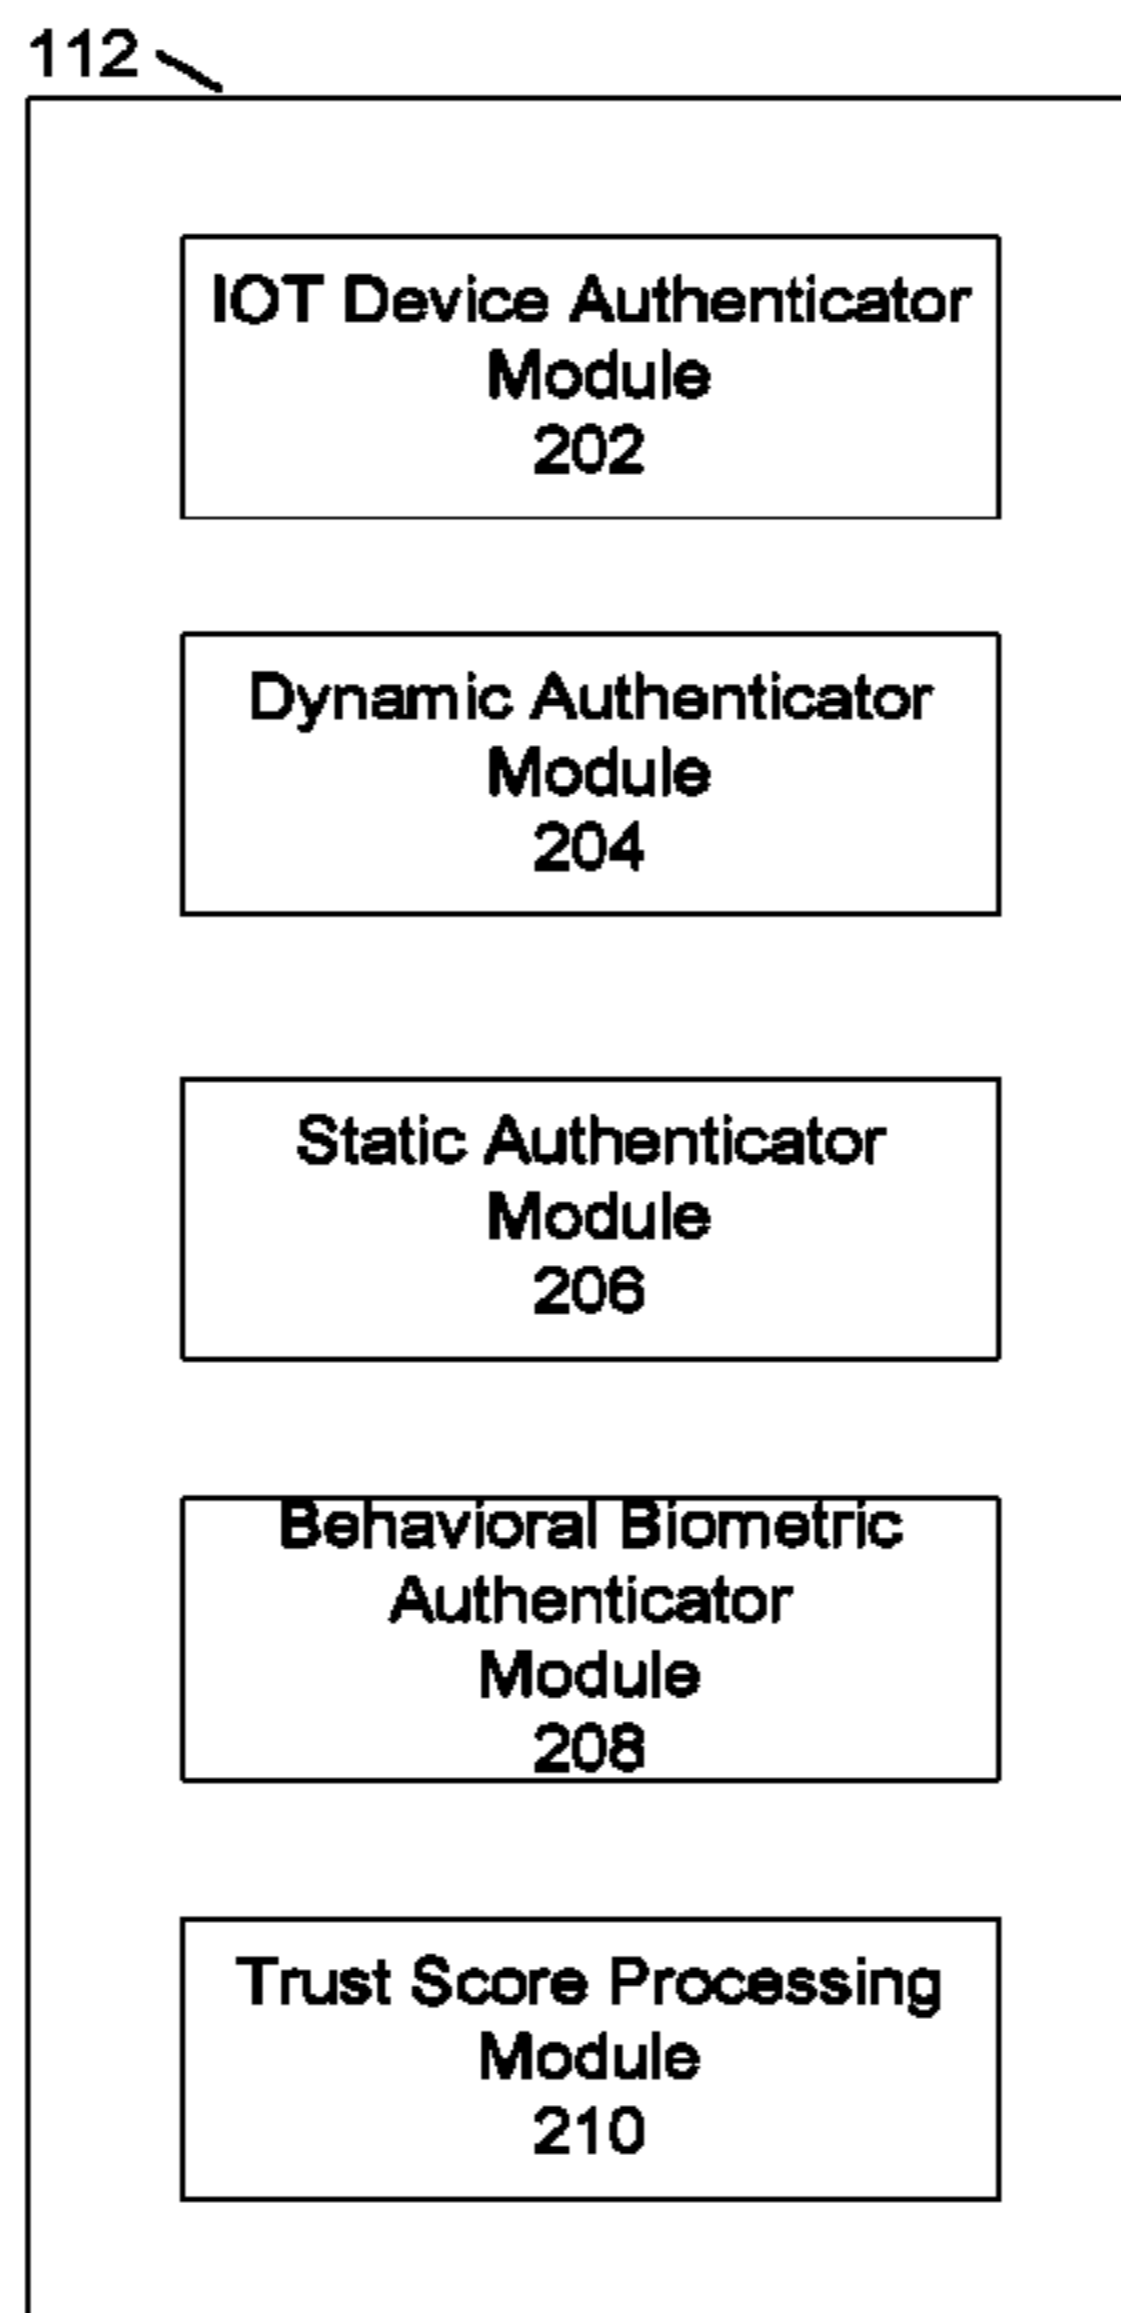 112
IOT Device Authenticator
Module
202
Dynamic Authenticator
Module
204
Static Authenticator
Module
206
Behavioral Biometric
Authenticator
Module
208
Trust Score Processing
Module
210